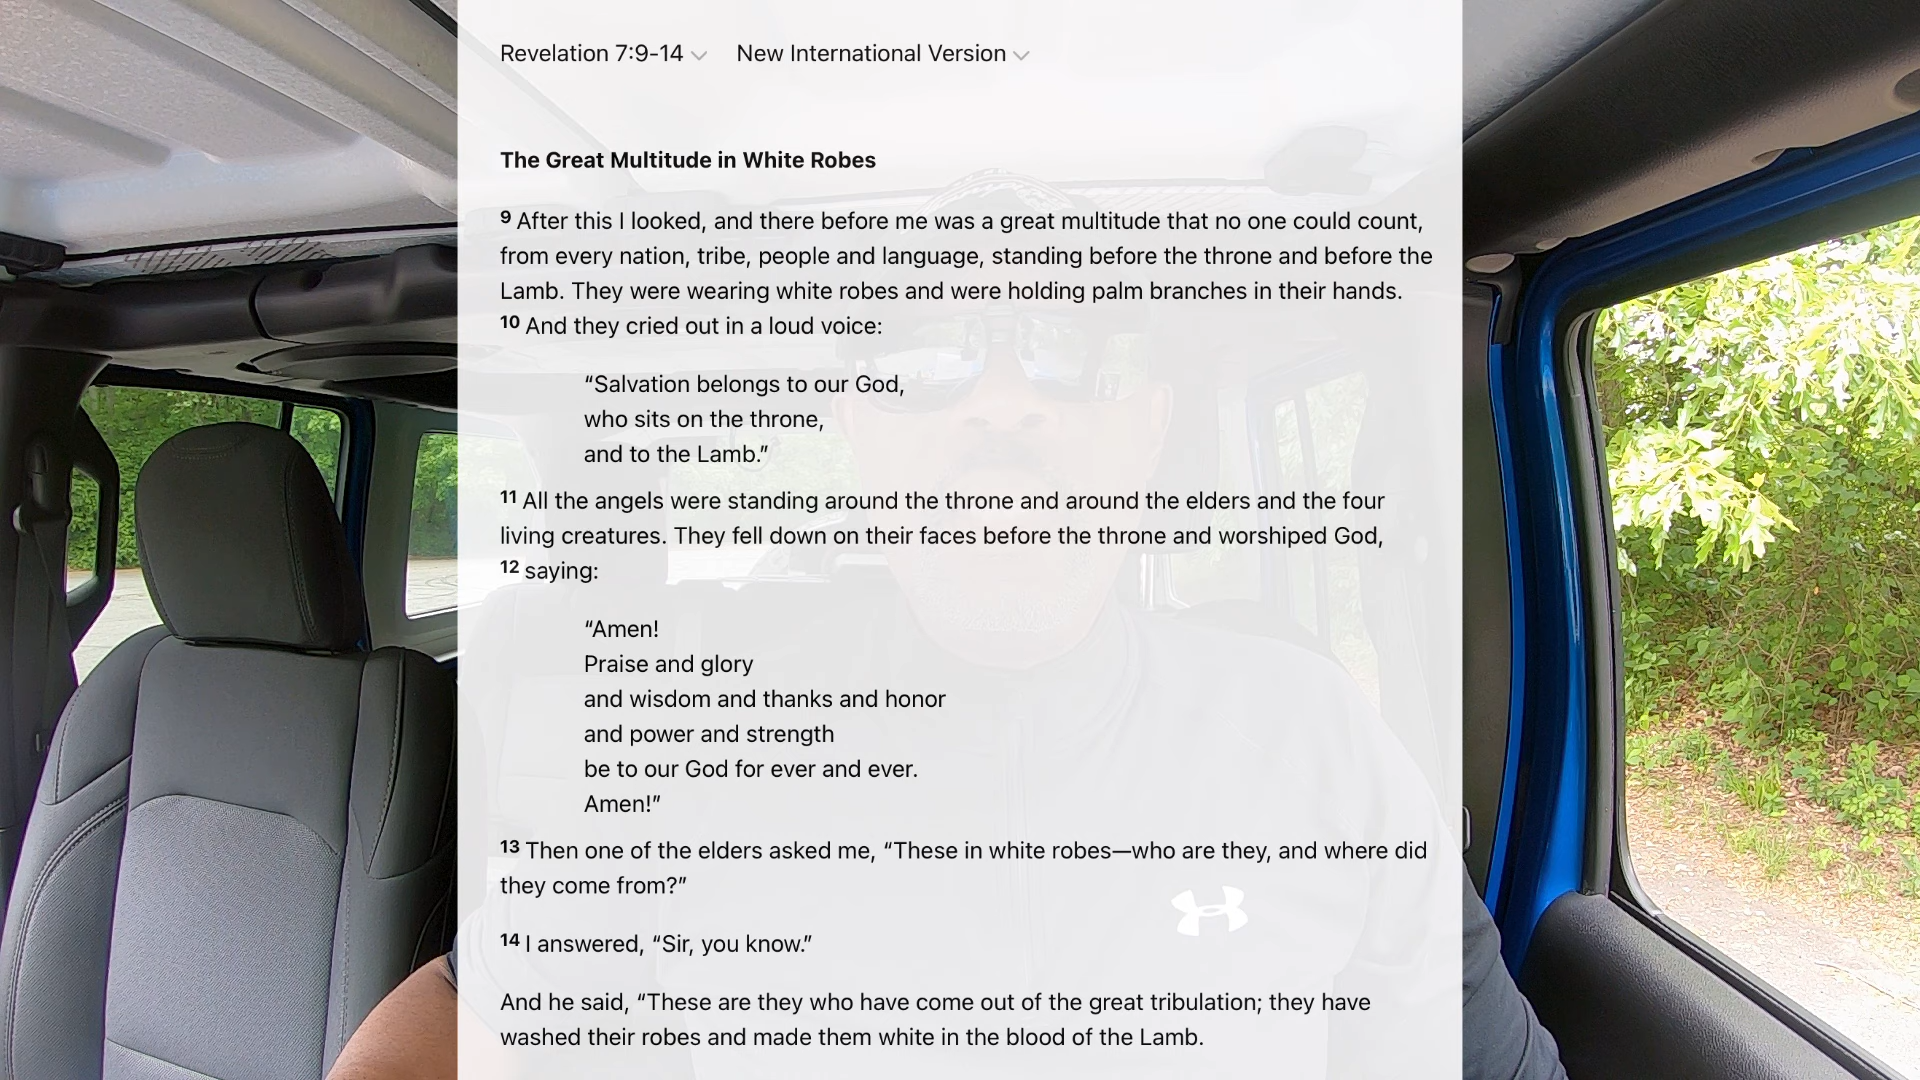 Revelation 7:9-14 New International Version
The Great Multitude in White Robes
9 After this I looked, and there before me was a great multitude that no one could count,
from every nation, tribe, people and language, standing before the throne and before the
Lamb. They were wearing white robes and were holding palm branches in their hands.
10 And they cried out in a loud voice:
“Salvation belongs to our God,
who sits on the throne,
and to the Lamb.”
11 All the angels were standing around the throne and around the elders and the four
living creatures. They fell down on their faces before the throne and worshiped God,
12 saying:
“Amen!
Praise and glory
and wisdom and thanks and honor
and power and strength
be to our God for ever and ever.
Amen!”
13 Then one of the elders asked me, “These in white robes—who are they, and where did
they come from?”
14 I answered, “Sir, you know.”
And he said, “These are they who have come out of the great tribulation; they have
washed their robes and made them white in the blood of the Lamb.